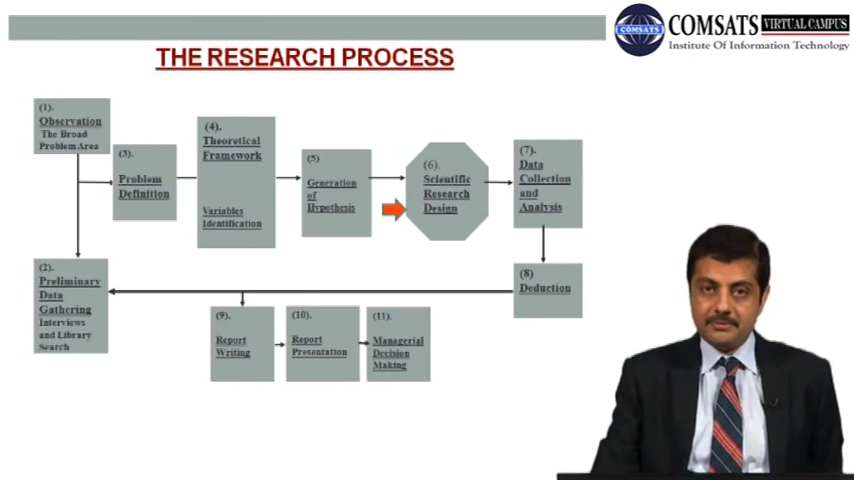 COMSATS
COMSATS VIRTUAL CAMPUS
Institute Of Information Technology
THE RESEARCH PROCESS
(1).
Observation
The Broad
Problem Area
(2).
Preliminary
Data
Gathering
Interviews
and Library
Search
(3).
Problem
Definition
(4).
Theoretical
Framework
Variables
Identification
(5)
Generation
of
Hypothesis
(6).
Scientific
Research
Design
(7).
Data
Collection
and
Analysis
(8)
Deduction
(9).
Report
Writing
(10).
Report
Presentation
(11).
Managerial
Decision
Making